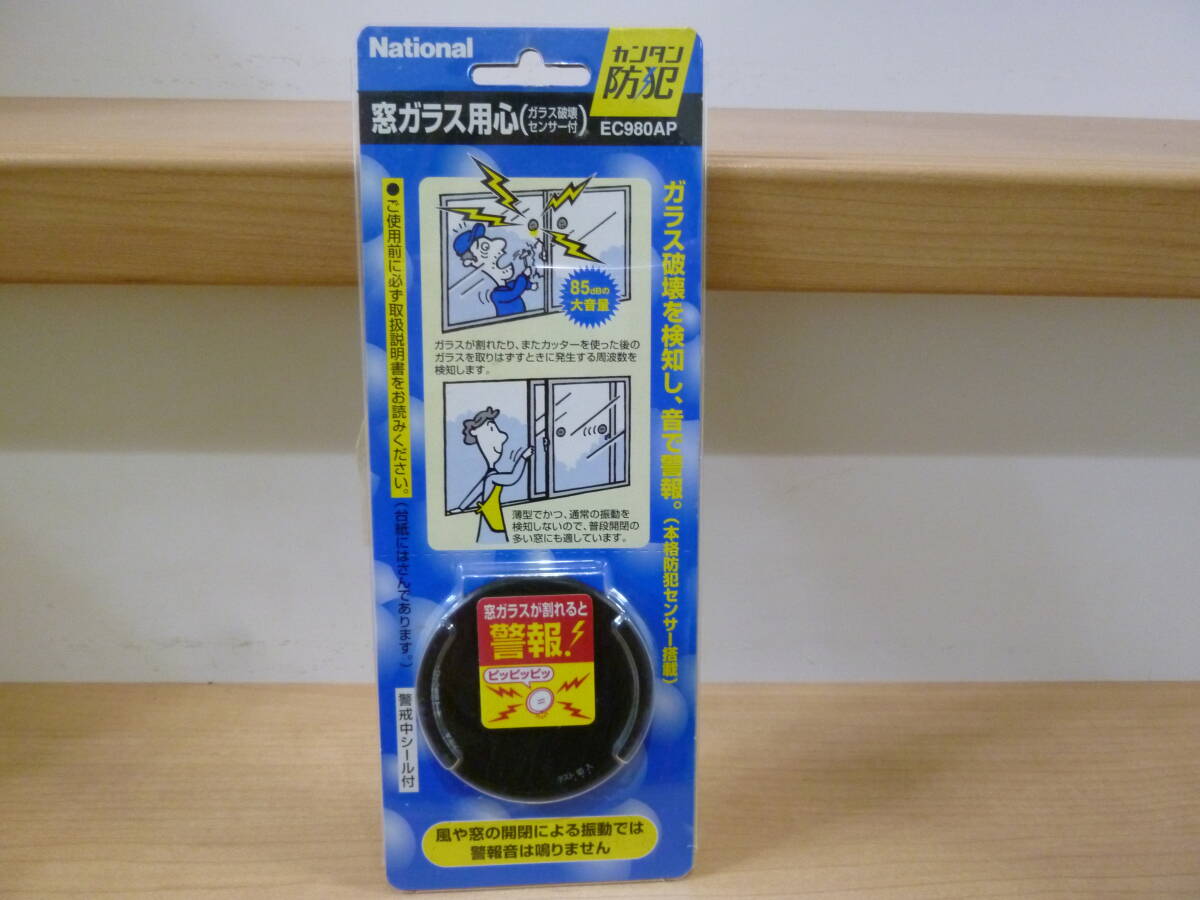 National
カンタン
防犯
窓ガラス用心(ガラス破壊
センサー付)
EC980AP
ガラス破壊を検知し、音で警報。(本格防犯センサー搭載)
●ご使用前に必ず取扱説明書をお読みください。(台紙にはさんであります。)
警戒中シール付
85dBの
大音量
ガラスが割れたり、またカッターを使った後の
ガラスを取りはずすときに発生する周波数を
検知します。
薄型でかつ、通常の振動を
検知しないので、普段開閉の
多い窓にも適しています。
窓ガラスが割れると
警報!
ピッピッピッ
風や窓の開閉による振動では
警報音は鳴りません